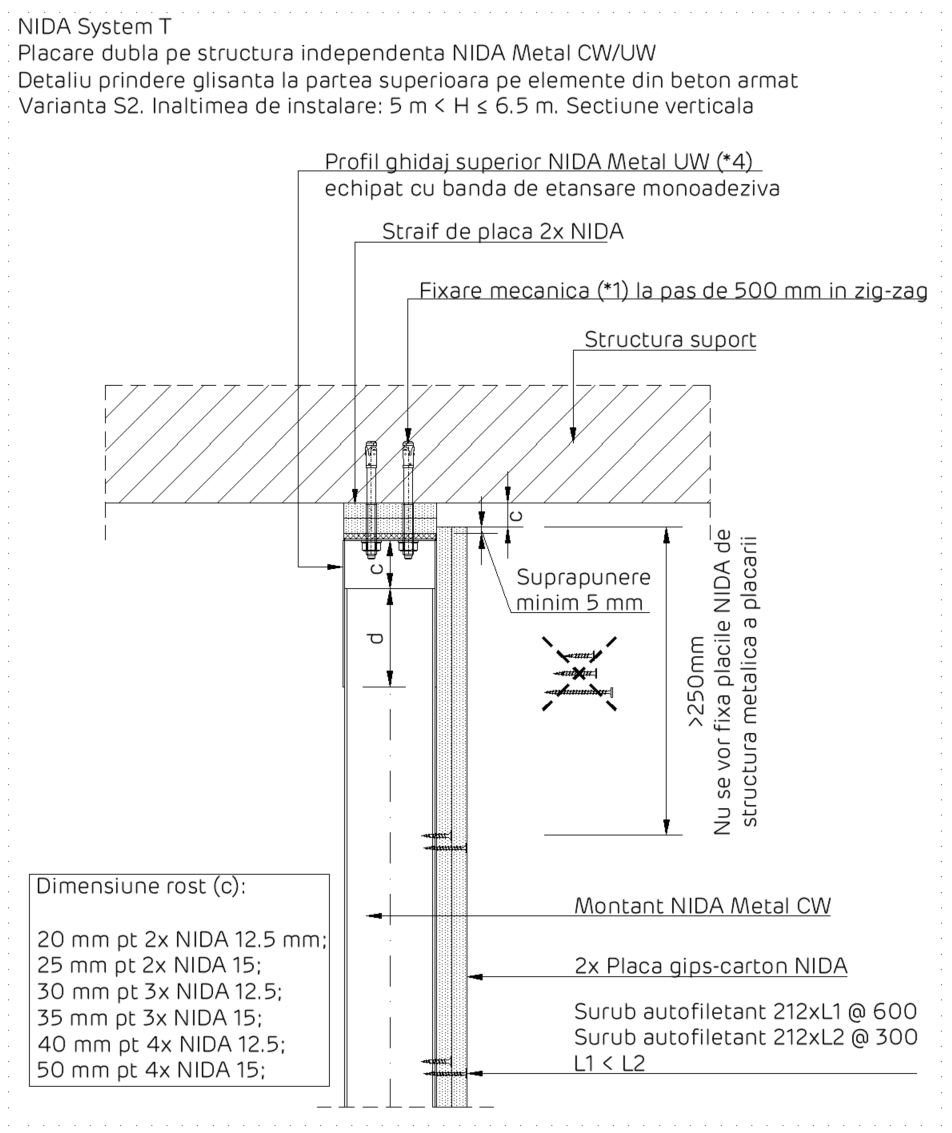 NIDA System T
Placare dubla pe structura independenta NIDA Metal CW/UW
Detaliu prindere glisanta la partea superioara pe elemente din beton armat
Varianta S2. Inaltimea de instalare: 5 m < H ≤ 6.5 m. Sectiune verticala
Profil ghidaj superior NIDA Metal UW (*4)
echipat cu banda de etansare monoadeziva
Straif de placa 2x NIDA
Fixare mecanica (*1) la pas de 500 mm in zig-zag
Structura suport
c
c
d
Suprapunere
minim 5 mm
>250mm
Nu se vor fixa placile NIDA de
structura metalica a placarii
Dimensiune rost (c):
20 mm pt 2x NIDA 12.5 mm;
25 mm pt 2x NIDA 15;
30 mm pt 3x NIDA 12.5;
35 mm pt 3x NIDA 15;
40 mm pt 4x NIDA 12.5;
50 mm pt 4x NIDA 15;
Montant NIDA Metal CW
2x Placa gips-carton NIDA
Surub autofiletant 212xL1 @ 600
Surub autofiletant 212xL2 @ 300
L1 < L2